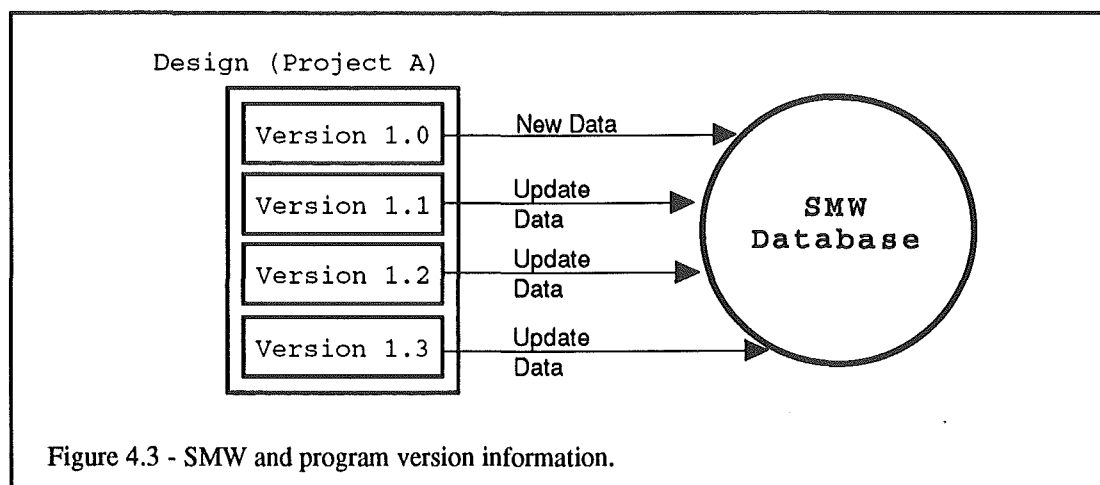 Design (Project A)
Version 1.0
New Data
Version 1.1
Update
Data
Version 1.2
Update
Data
Version 1.3
Update
Data
SMW
Database
Figure 4.3 - SMW and program version information.